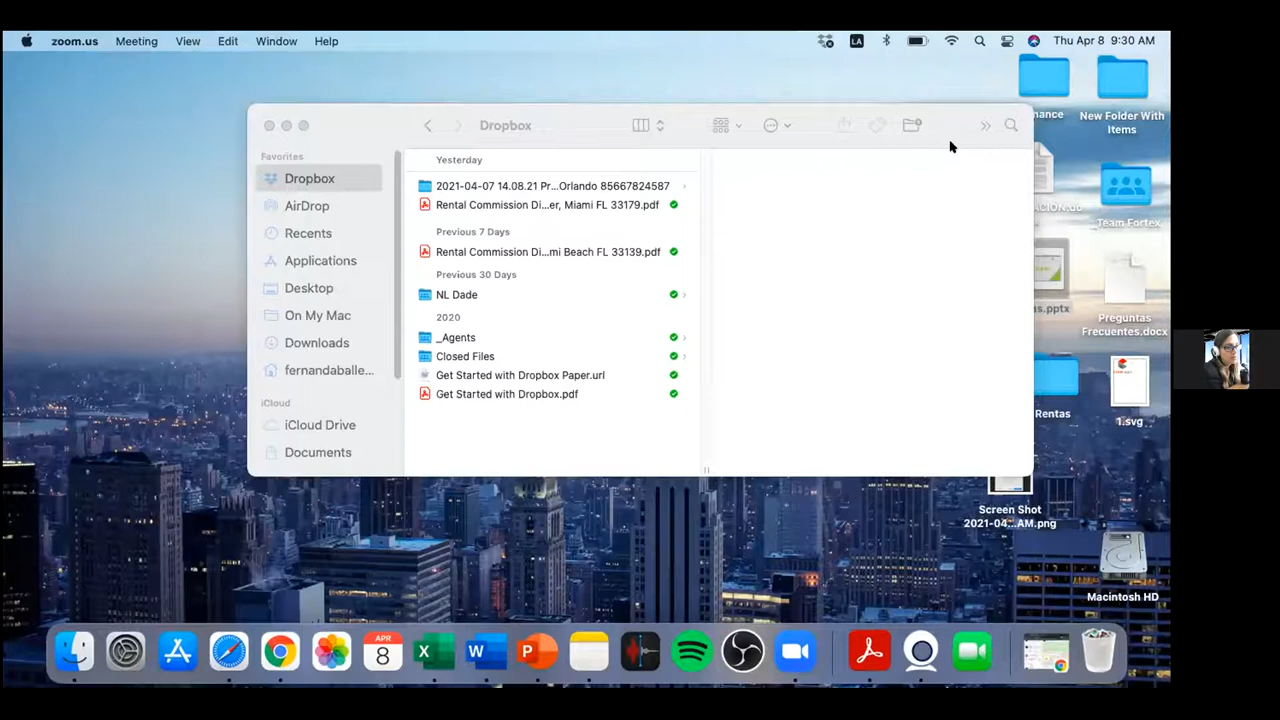 zoom.us Meeting View Edit Window Help
LA Thu Apr 8 9:30 AM
Dropbox
Favorites
Dropbox
AirDrop
Recents
Applications
Desktop
On My Mac
Downloads
fernandaballe...
iCloud
iCloud Drive
Documents
Yesterday
2021-04-07 14.08.21 Pr...Orlando 85667824587
Rental Commission Di...er, Miami FL 33179.pdf
Previous 7 Days
Rental Commission Di...mi Beach FL 33139.pdf
Previous 30 Days
NL Dade
2020
_Agents
Closed Files
Get Started with Dropbox Paper.url
Get Started with Dropbox.pdf
nance
New Folder With
Items
Team Fortex
s.pptx
Preguntas
Frecuentes.docx
Rentas
1.svg
Screen Shot
2021-04...AM.png
Macintosh HD
APR
8
X
W
P